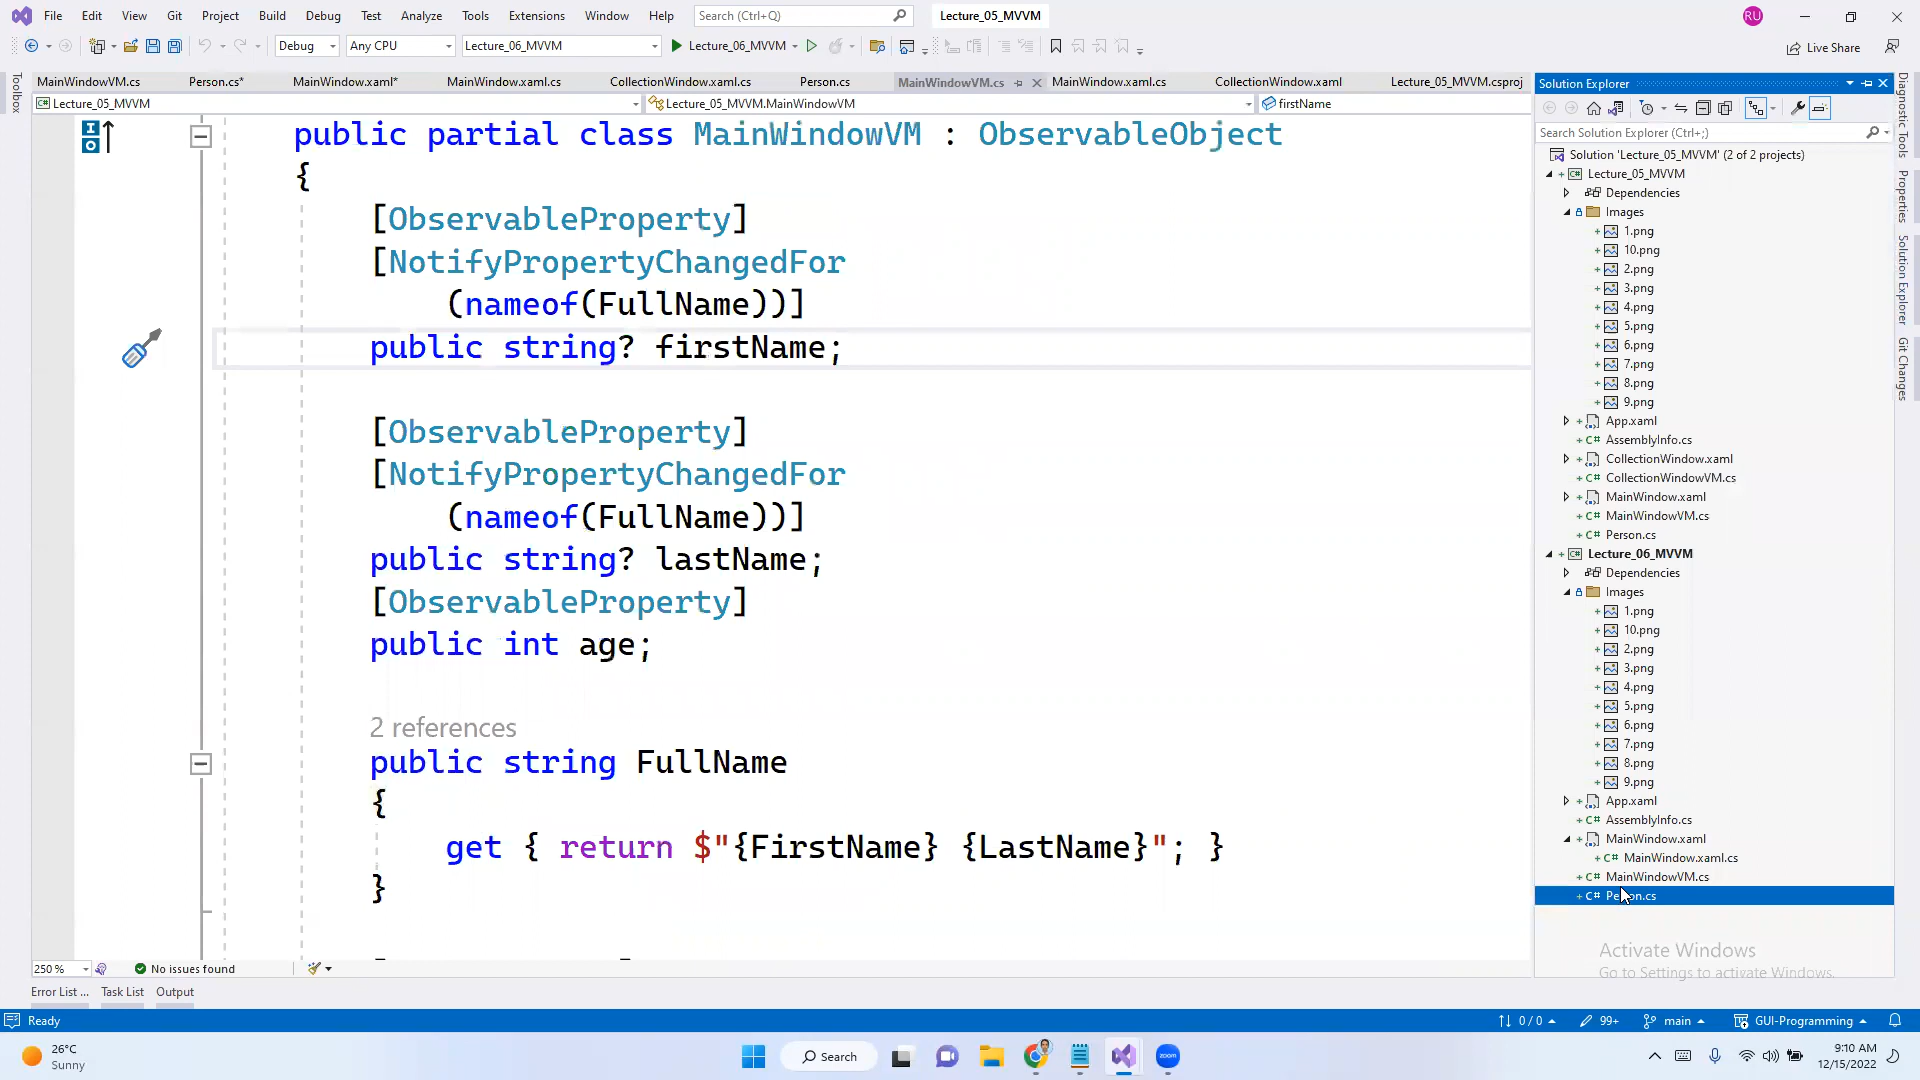 File Edit View Git Project Build Debug Test Analyze Tools Extensions Window Help Search (Ctrl+Q) Lecture_05_MVVM RU
Debug Any CPU Lecture_06_MVVM Lecture_06_MVVM Live Share
MainWindowVM.cs Person.cs* MainWindow.xaml* MainWindow.xaml.cs CollectionWindow.xaml.cs Person.cs MainWindowVM.cs MainWindow.xaml.cs CollectionWindow.xaml Lecture_05_MVVM.csproj
Lecture_05_MVVM Lecture_05_MVVM.MainWindowVM firstName
Toolbox
public partial class MainWindowVM : ObservableObject
{
[ObservableProperty]
[NotifyPropertyChangedFor
(nameof(FullName))]
public string? firstName;
[ObservableProperty]
[NotifyPropertyChangedFor
(nameof(FullName))]
public string? lastName;
[ObservableProperty]
public int age;
2 references
public string FullName
{
get { return $"{FirstName} {LastName}"; }
}
250 % No issues found
Error List ... Task List Output
Solution Explorer
Search Solution Explorer (Ctrl+;)
Solution 'Lecture_05_MVVM' (2 of 2 projects)
Lecture_05_MVVM
Dependencies
Images
1.png
10.png
2.png
3.png
4.png
5.png
6.png
7.png
8.png
9.png
App.xaml
AssemblyInfo.cs
CollectionWindow.xaml
CollectionWindowVM.cs
MainWindow.xaml
MainWindowVM.cs
Person.cs
Lecture_06_MVVM
Dependencies
Images
1.png
10.png
2.png
3.png
4.png
5.png
6.png
7.png
8.png
9.png
App.xaml
AssemblyInfo.cs
MainWindow.xaml
MainWindow.xaml.cs
MainWindowVM.cs
Person.cs
Activate Windows
Go to Settings to activate Windows.
Diagnostic Tools
Properties
Solution Explorer
Git Changes
Ready 0 / 0 99+ main GUI-Programming
26°C
Sunny
Search
zoom
9:10 AM
12/15/2022